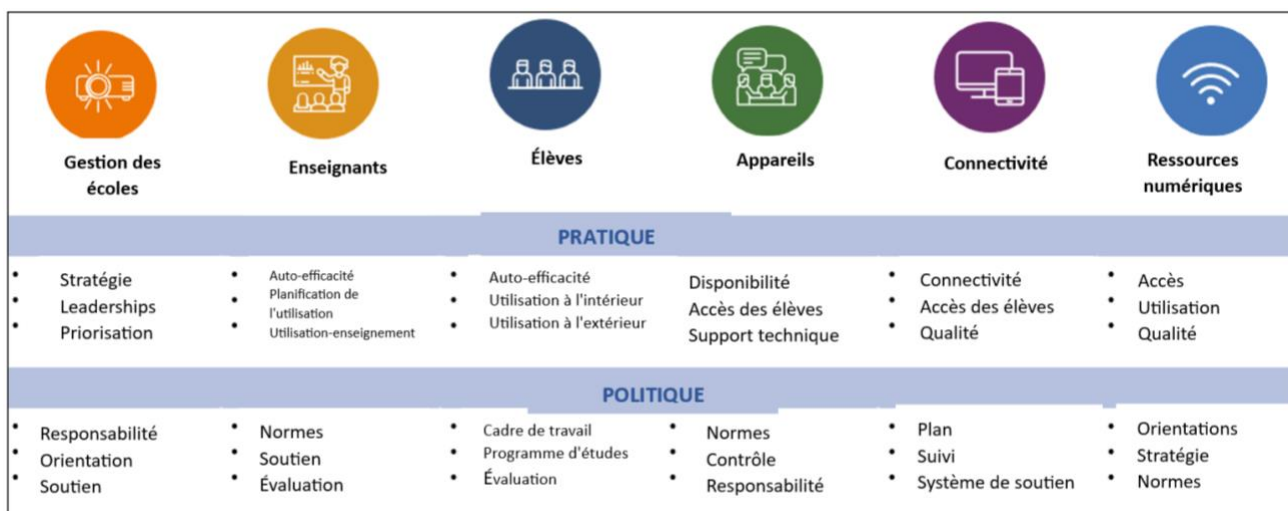 Gestion des
écoles
Enseignants
Élèves
Appareils
Connectivité
Ressources
numériques
PRATIQUE
• Stratégie
• Leaderships
• Priorisation
• Auto-efficacité
• Planification de
l'utilisation
• Utilisation-enseignement
• Auto-efficacité
• Utilisation à l'intérieur
• Utilisation à l'extérieur
Disponibilité
Accès des élèves
Support technique
• Connectivité
• Accès des élèves
• Qualité
• Accès
• Utilisation
• Qualité
POLITIQUE
• Responsabilité
• Orientation
• Soutien
• Normes
• Soutien
• Évaluation
• Cadre de travail
• Programme d'études
• Évaluation
• Normes
• Contrôle
• Responsabilité
• Plan
• Suivi
• Système de soutien
• Orientations
• Stratégie
• Normes